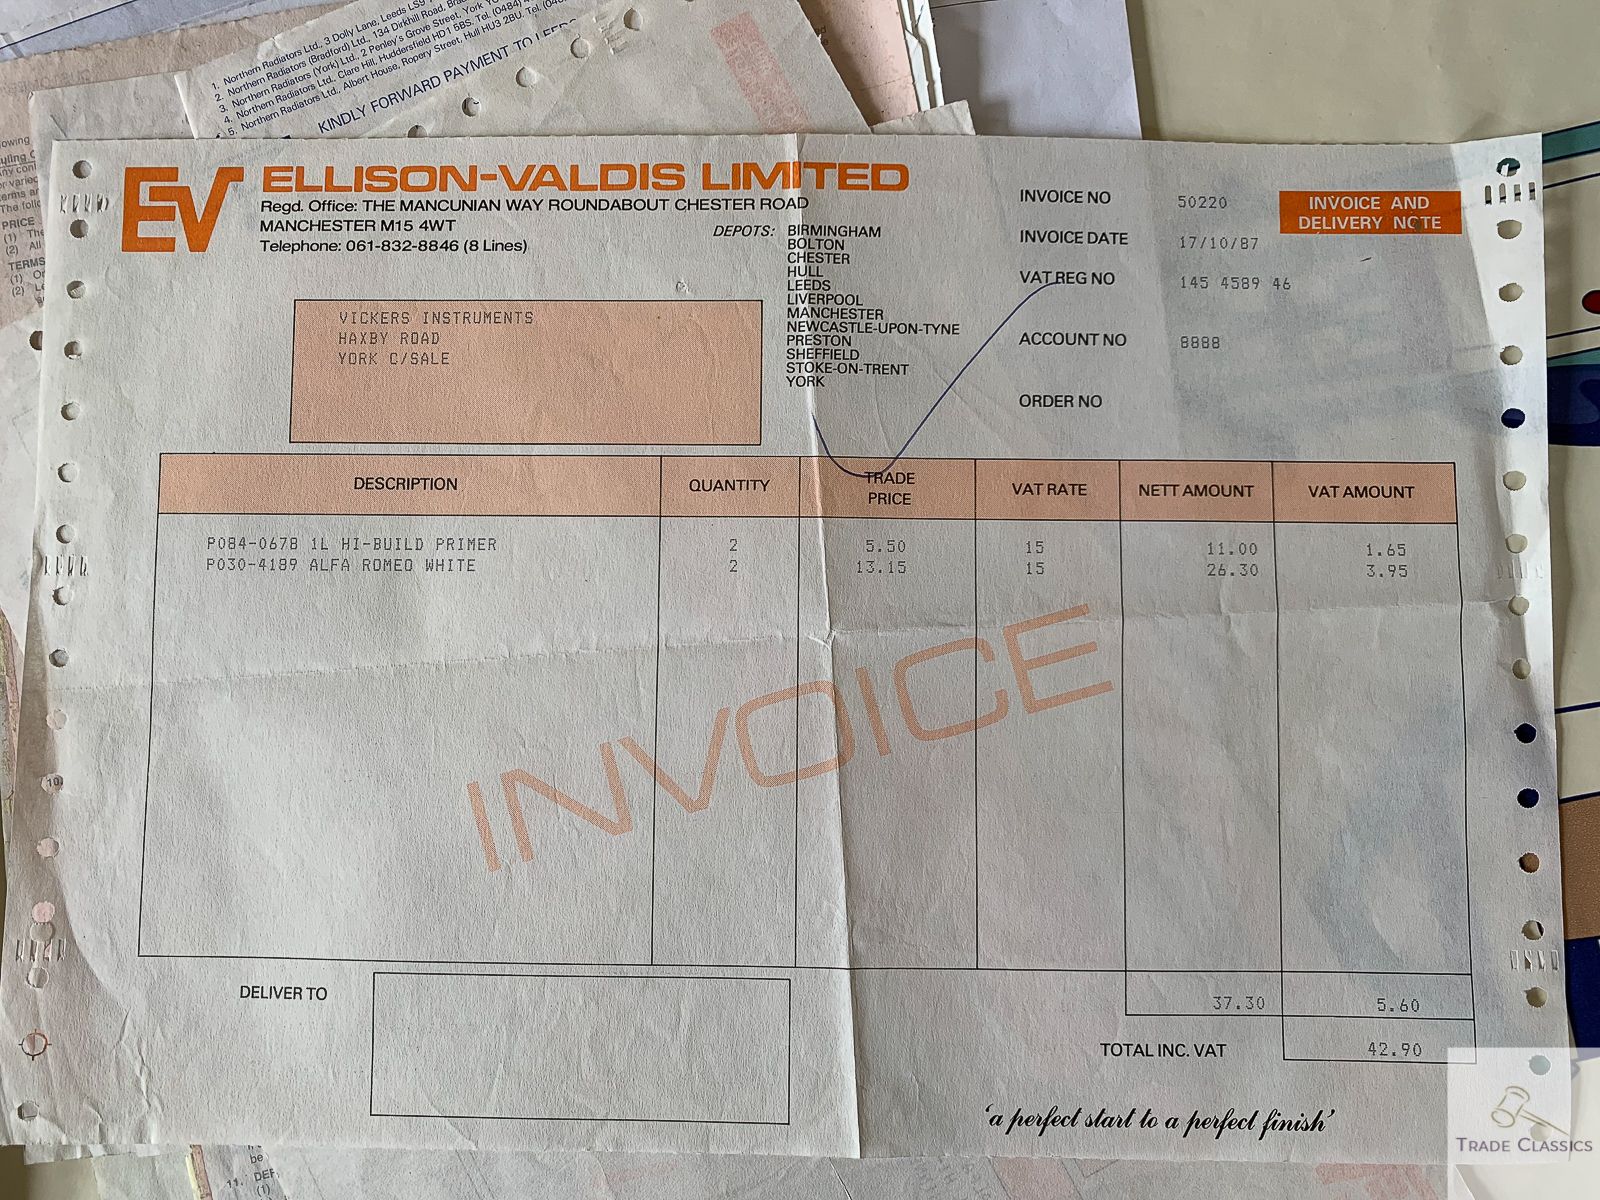 1. Northern Radiators Ltd., 3 Dolly Lane, Leeds LS9
2. Northern Radiators (Bradford) Ltd., 134 Dirkhill Road,
3. Northern Radiators (York) Ltd., 2 Penley's Grove Street, York
4. Northern Radiators Ltd., Clare Hill, Huddersfield HD1 5BS. Tel. (0484)
5. Northern Radiators Ltd., Albert House, Ropery Street, Hull HU3 2BU. Tel.
KINDLY FORWARD PAYMENT TO
PRICE
(1) The
(2) All
TERMS
(1)
(2)
EV
ELLISON-VALDIS LIMITED
Regd. Office: THE MANCUNIAN WAY ROUNDABOUT CHESTER ROAD
MANCHESTER M15 4WT
Telephone: 061-832-8846 (8 Lines)
DEPOTS: BIRMINGHAM
BOLTON
CHESTER
HULL
LEEDS
LIVERPOOL
MANCHESTER
NEWCASTLE-UPON-TYNE
PRESTON
SHEFFIELD
STOKE-ON-TRENT
YORK
INVOICE NO 50220
INVOICE DATE 17/10/87
VAT REG NO 145 4589 46
ACCOUNT NO 8888
ORDER NO
INVOICE AND
DELIVERY NOTE
VICKERS INSTRUMENTS
HAXBY ROAD
YORK C/SALE
DESCRIPTION QUANTITY TRADE PRICE VAT RATE NETT AMOUNT VAT AMOUNT
P084-0678 1L HI-BUILD PRIMER 2 5.50 15 11.00 1.65
P030-4189 ALFA ROMEO WHITE 2 13.15 15 26.30 3.95
INVOICE
DELIVER TO
37.30 5.60
TOTAL INC. VAT 42.90
'a perfect start to a perfect finish'
TRADE CLASSICS